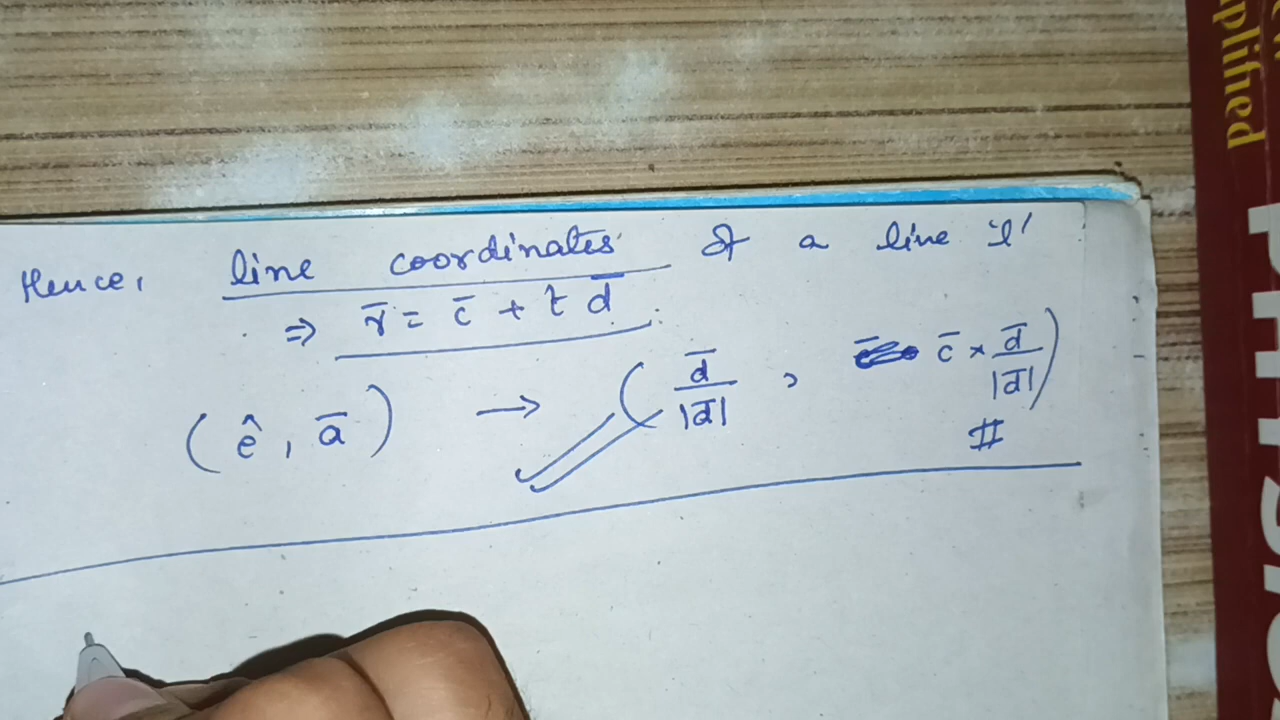 Hence, line coordinates of a line 'l'
⇒ r̄ = c̄ + t d̄
(ê, ā) → (d̄/|d̄|, c̄ × d̄/|d̄|)
#
plified